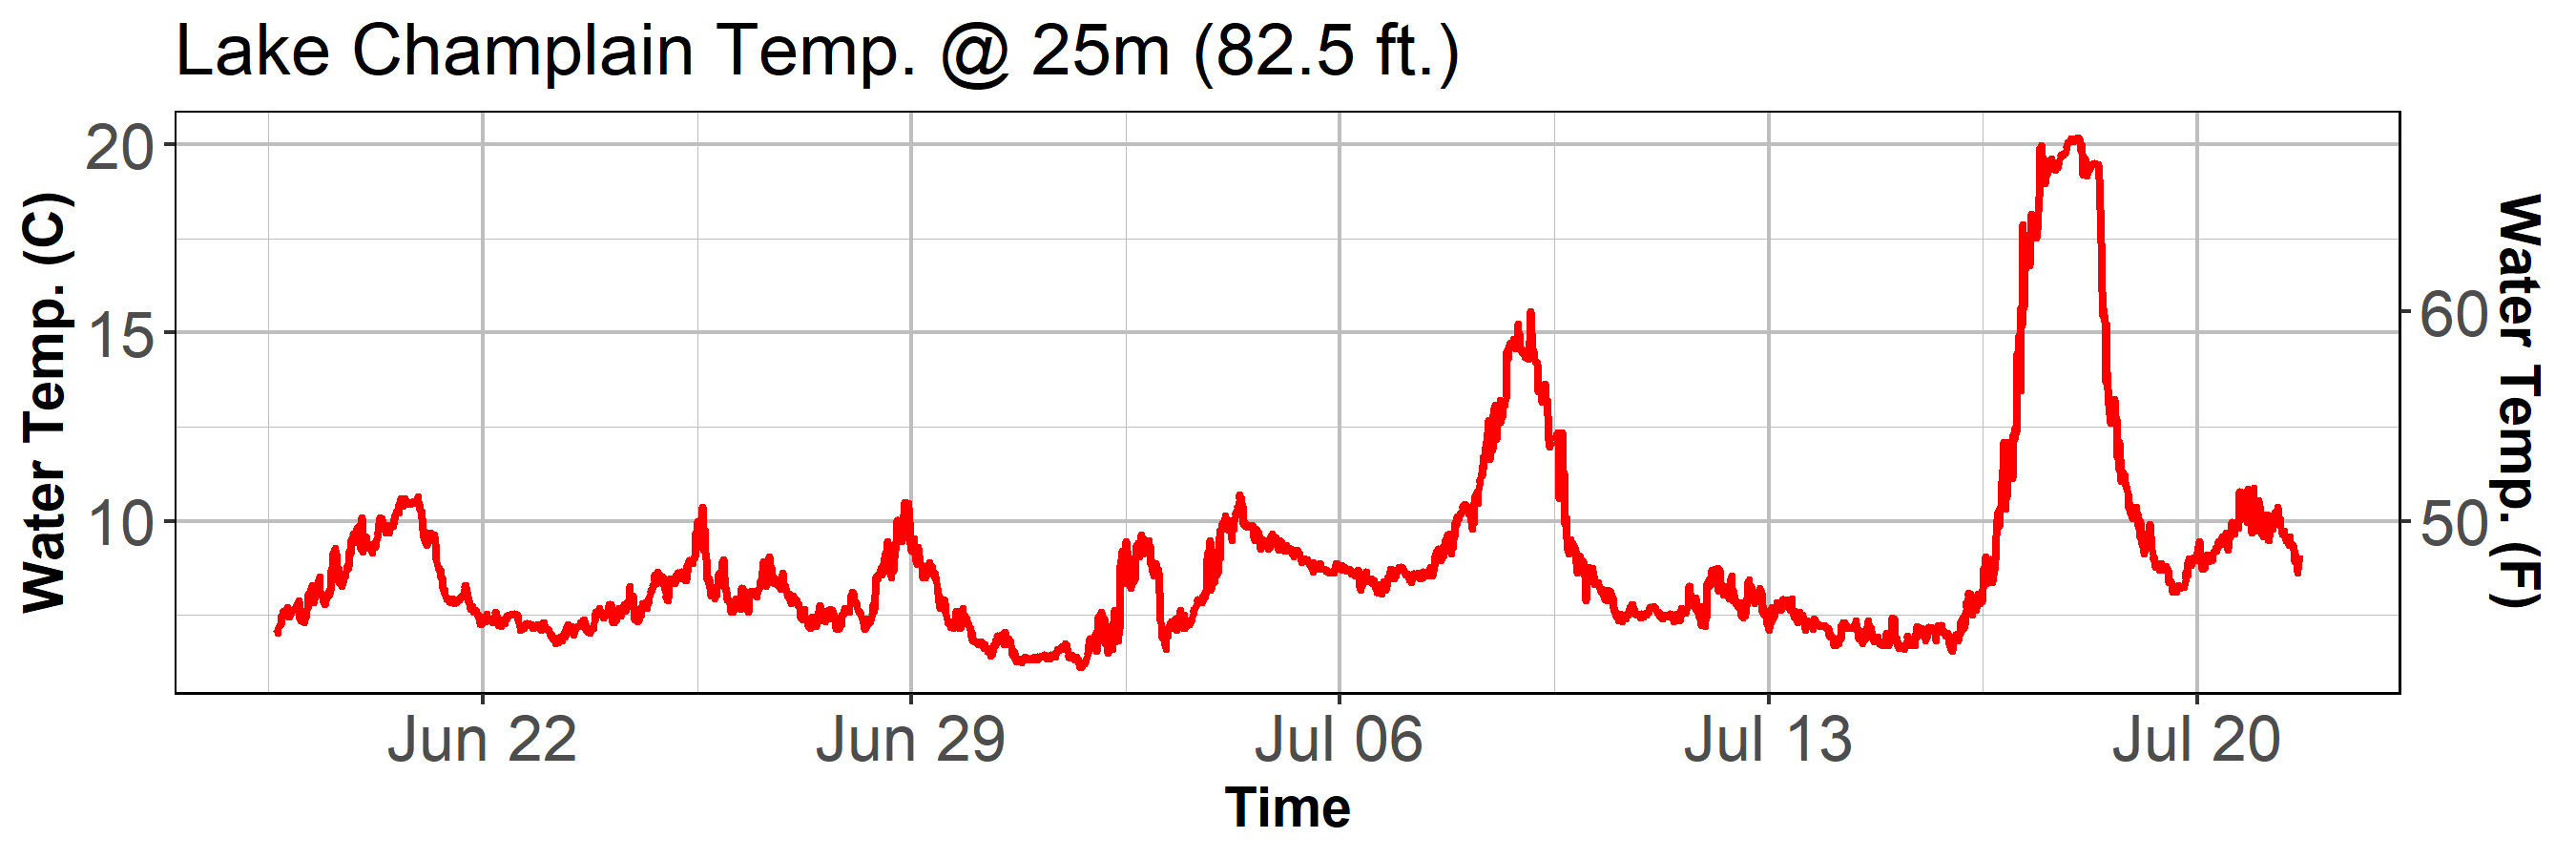 Lake Champlain Temp. @ 25m (82.5 ft.)
Water Temp. (C)
20
15
10
60
50
Water Temp. (F)
Jun 22 Jun 29 Jul 06 Jul 13 Jul 20
Time